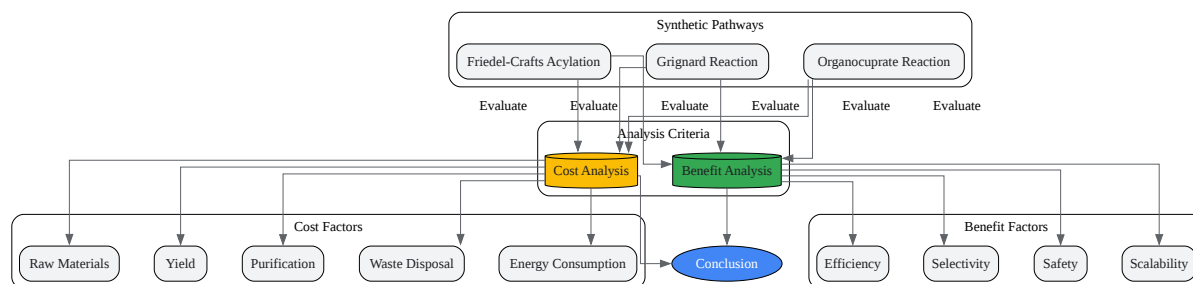 Synthetic Pathways
Friedel-Crafts Acylation
Grignard Reaction
Organocuprate Reaction
Evaluate
Evaluate
Evaluate
Evaluate
Evaluate
Evaluate
Analysis Criteria
Cost Analysis
Benefit Analysis
Cost Factors
Benefit Factors
Raw Materials
Yield
Purification
Waste Disposal
Energy Consumption
Conclusion
Efficiency
Selectivity
Safety
Scalability